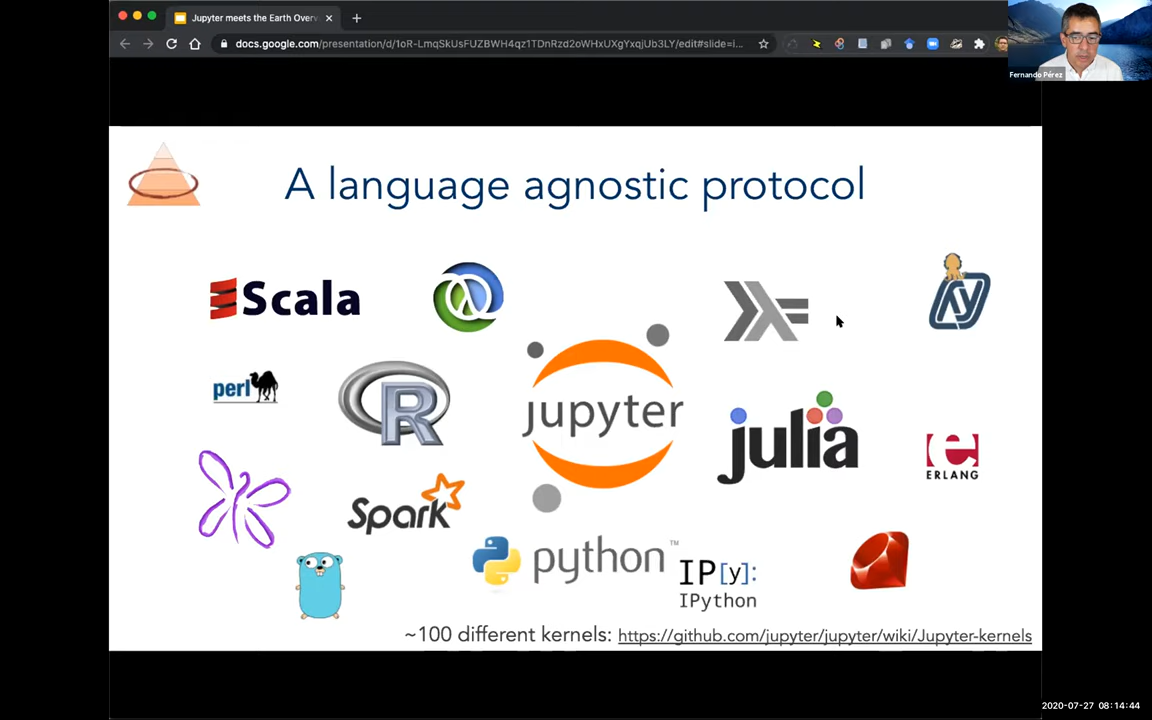 Jupyter meets the Earth Over
docs.google.com/presentation/d/1oR-LmqSkUsFUZBWH4qz1TDnRzd2oWHxUXgYxqjUb3LY/edit#slide=i...
Fernando Pérez
A language agnostic protocol
Scala
perl
R
jupyter
julia
e
ERLANG
Spark
python™
IP[y]:
IPython
~100 different kernels: https://github.com/jupyter/jupyter/wiki/Jupyter-kernels
2020-07-27 08:14:44